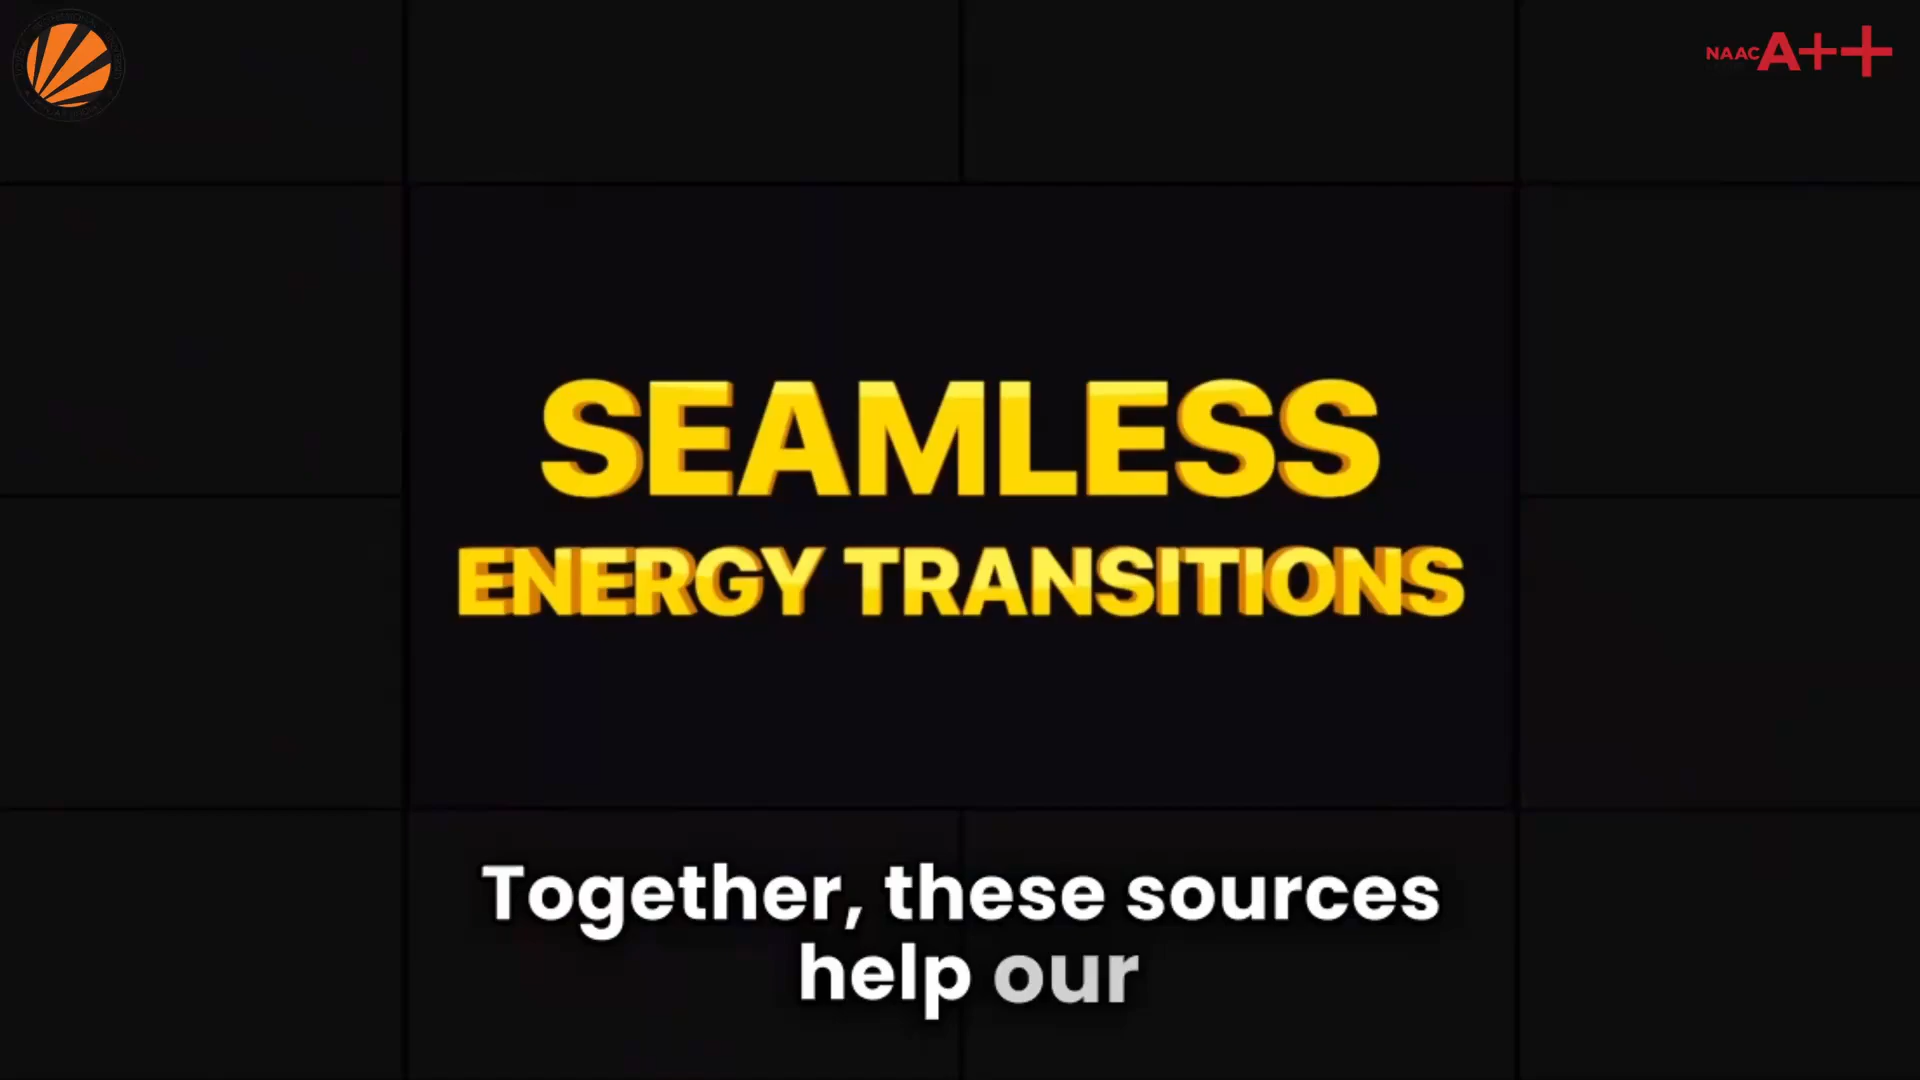 NAAC A++
SEAMLESS
ENERGY TRANSITIONS
Together, these sources
help our